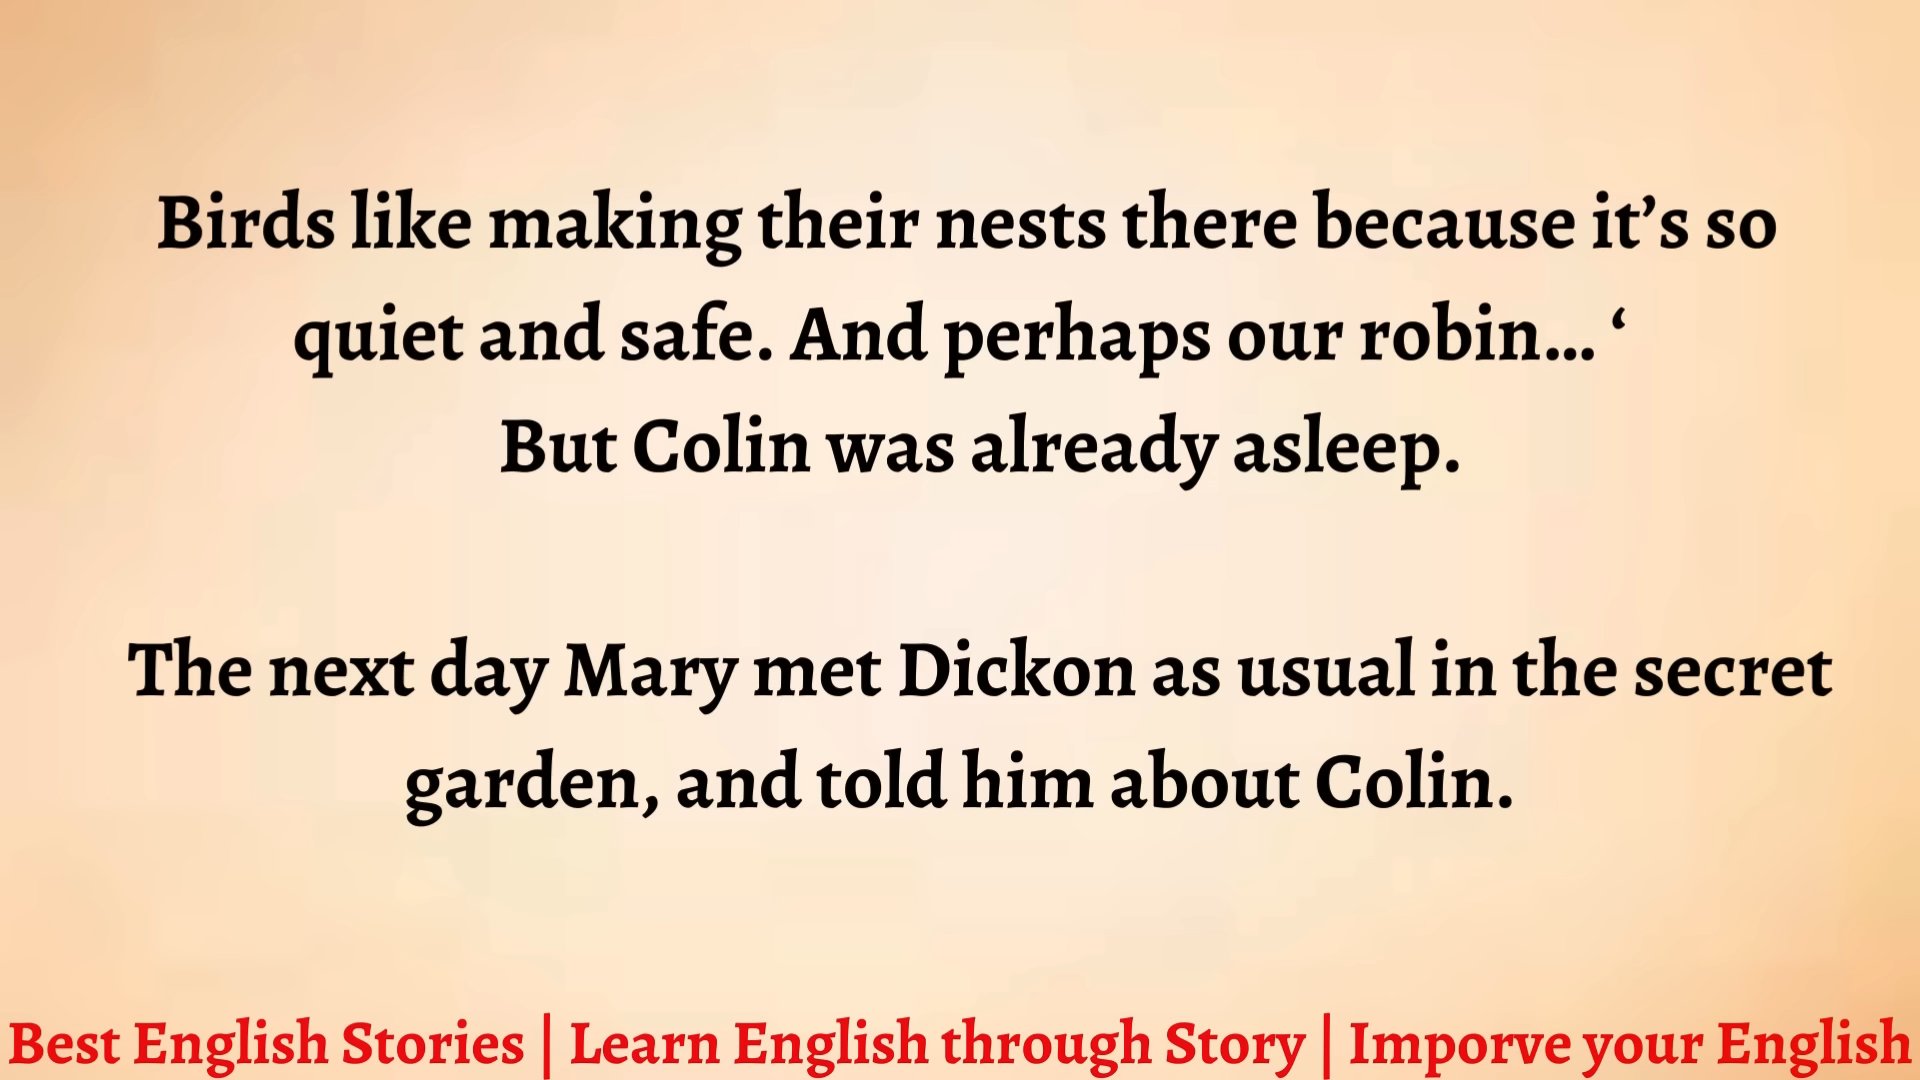 Birds like making their nests there because it’s so
quiet and safe. And perhaps our robin... ‘
But Colin was already asleep.
The next day Mary met Dickon as usual in the secret
garden, and told him about Colin.
Best English Stories | Learn English through Story | Imporve your English